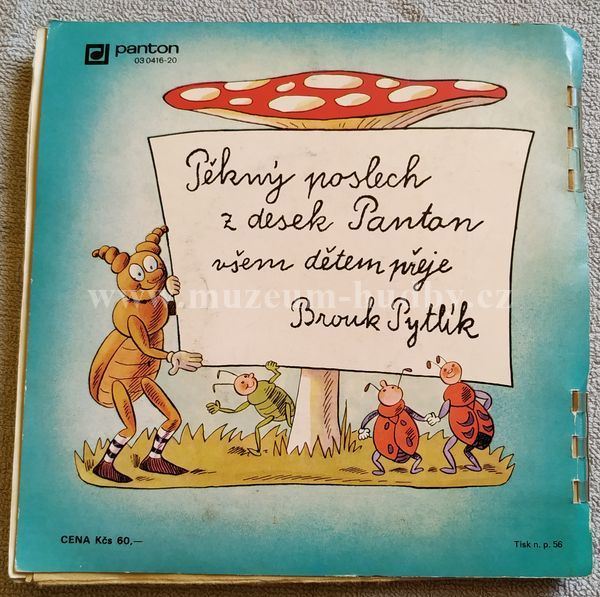 panton
03 0416-20
Pěkný poslech
z desek Panton
všem dětem přeje
Brouk Pytlík
www.muzeum-hudby.cz
CENA Kčs 60,—
Tisk n. p. 56